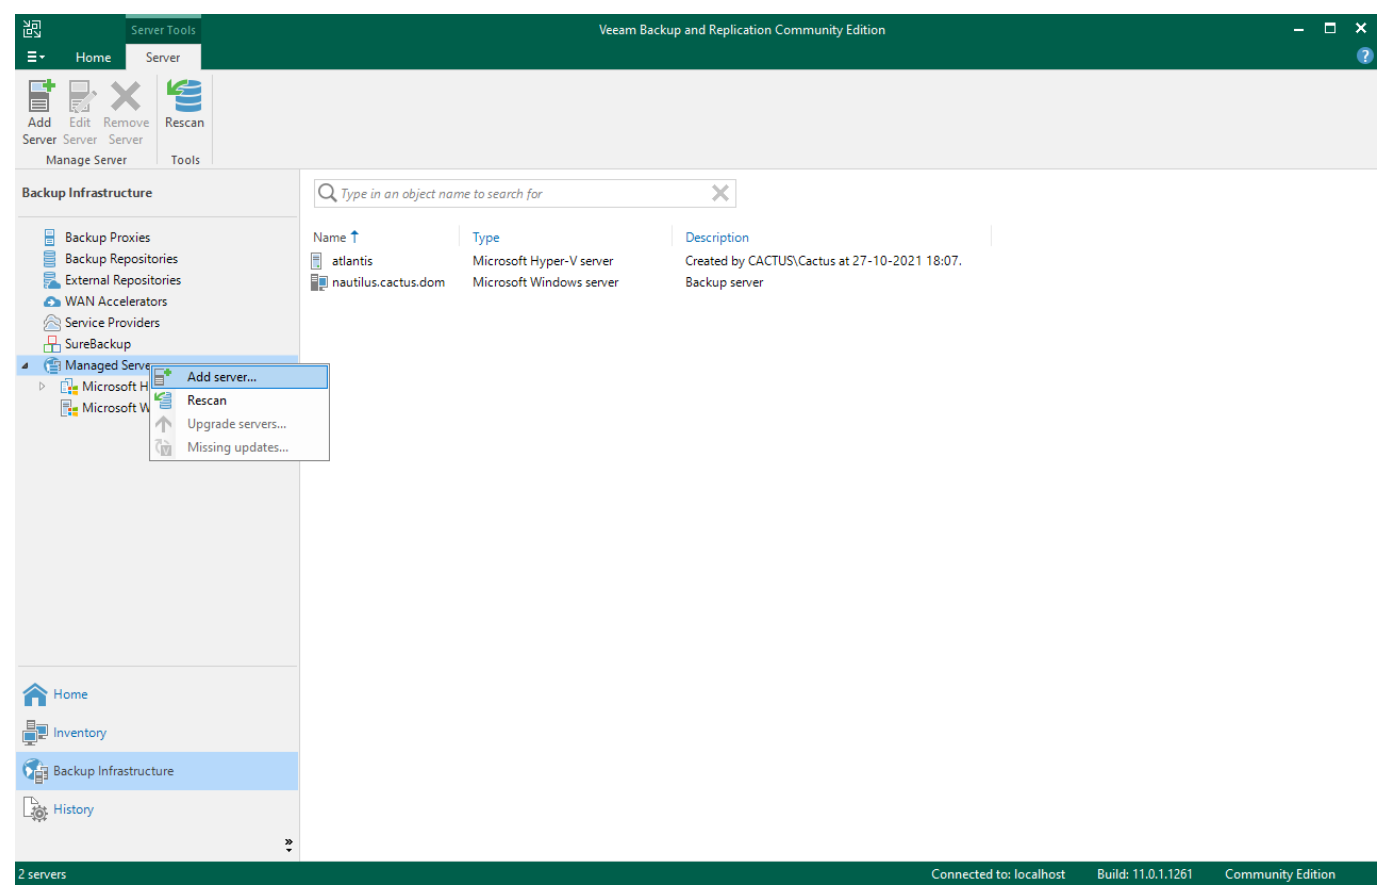 Server Tools
Veeam Backup and Replication Community Edition
Home
Server
Add Server
Edit Server
Remove Server
Rescan
Manage Server
Tools
Backup Infrastructure
Type in an object name to search for
Backup Proxies
Backup Repositories
External Repositories
WAN Accelerators
Service Providers
SureBackup
Managed Serve
Microsoft H
Microsoft W
Add server...
Rescan
Upgrade servers...
Missing updates...
Name Type Description
atlantis Microsoft Hyper-V server Created by CACTUS\Cactus at 27-10-2021 18:07.
nautilus.cactus.dom Microsoft Windows server Backup server
Home
Inventory
Backup Infrastructure
History
2 servers
Connected to: localhost
Build: 11.0.1.1261
Community Edition